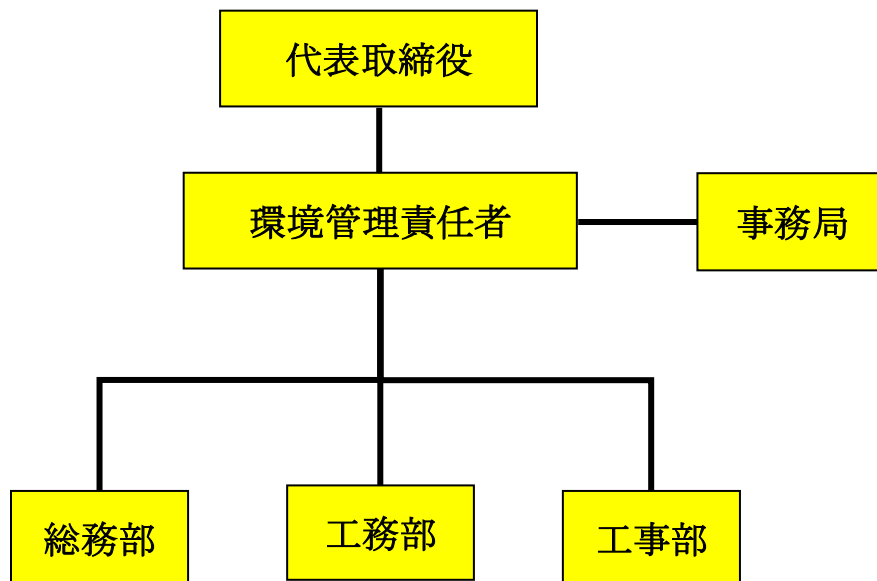 代表取締役
環境管理責任者
事務局
総務部
工務部
工事部